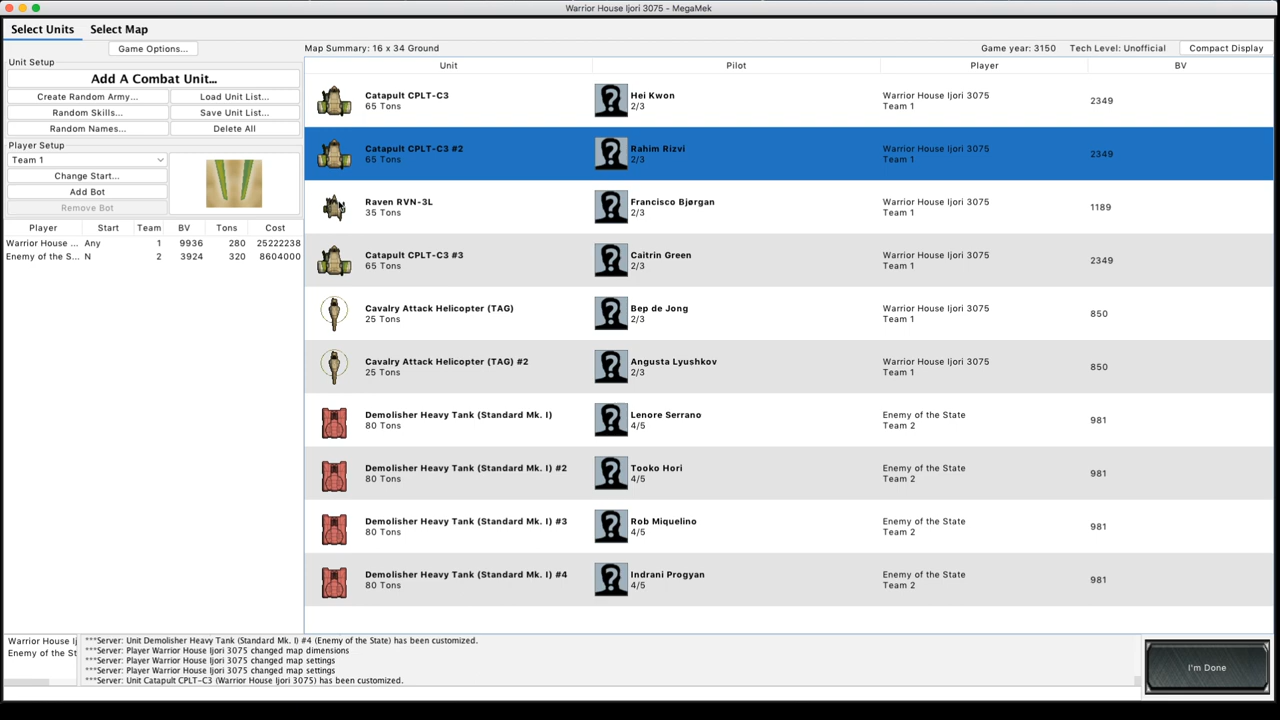 Warrior House Ijori 3075 - MegaMek
Select Units Select Map
Game Options... Map Summary: 16 x 34 Ground Game year: 3150 Tech Level: Unofficial Compact Display
Unit Setup
Add A Combat Unit...
Create Random Army... Load Unit List...
Random Skills... Save Unit List...
Random Names... Delete All
Player Setup
Team 1
Change Start...
Add Bot
Remove Bot
Player Start Team BV Tons Cost
Warrior House ... Any 1 9936 280 25222238
Enemy of the S... N 2 3924 320 8604000
Unit Pilot Player BV
Catapult CPLT-C3 Hei Kwon Warrior House Ijori 3075
65 Tons 2/3 Team 1 2349
Catapult CPLT-C3 #2 Rahim Rizvi Warrior House Ijori 3075
65 Tons 2/3 Team 1 2349
Raven RVN-3L Francisco Bjørgan Warrior House Ijori 3075
35 Tons 2/3 Team 1 1189
Catapult CPLT-C3 #3 Caitrin Green Warrior House Ijori 3075
65 Tons 2/3 Team 1 2349
Cavalry Attack Helicopter (TAG) Bep de Jong Warrior House Ijori 3075
25 Tons 2/3 Team 1 850
Cavalry Attack Helicopter (TAG) #2 Angusta Lyushkov Warrior House Ijori 3075
25 Tons 2/3 Team 1 850
Demolisher Heavy Tank (Standard Mk. I) Lenore Serrano Enemy of the State
80 Tons 4/5 Team 2 981
Demolisher Heavy Tank (Standard Mk. I) #2 Tooko Hori Enemy of the State
80 Tons 4/5 Team 2 981
Demolisher Heavy Tank (Standard Mk. I) #3 Rob Miquelino Enemy of the State
80 Tons 4/5 Team 2 981
Demolisher Heavy Tank (Standard Mk. I) #4 Indrani Progyan Enemy of the State
80 Tons 4/5 Team 2 981
Warrior House Ij
Enemy of the St
***Server: Unit Demolisher Heavy Tank (Standard Mk. I) #4 (Enemy of the State) has been customized.
***Server: Player Warrior House Ijori 3075 changed map dimensions
***Server: Player Warrior House Ijori 3075 changed map settings
***Server: Player Warrior House Ijori 3075 changed map settings
***Server: Unit Catapult CPLT-C3 (Warrior House Ijori 3075) has been customized.
I'm Done